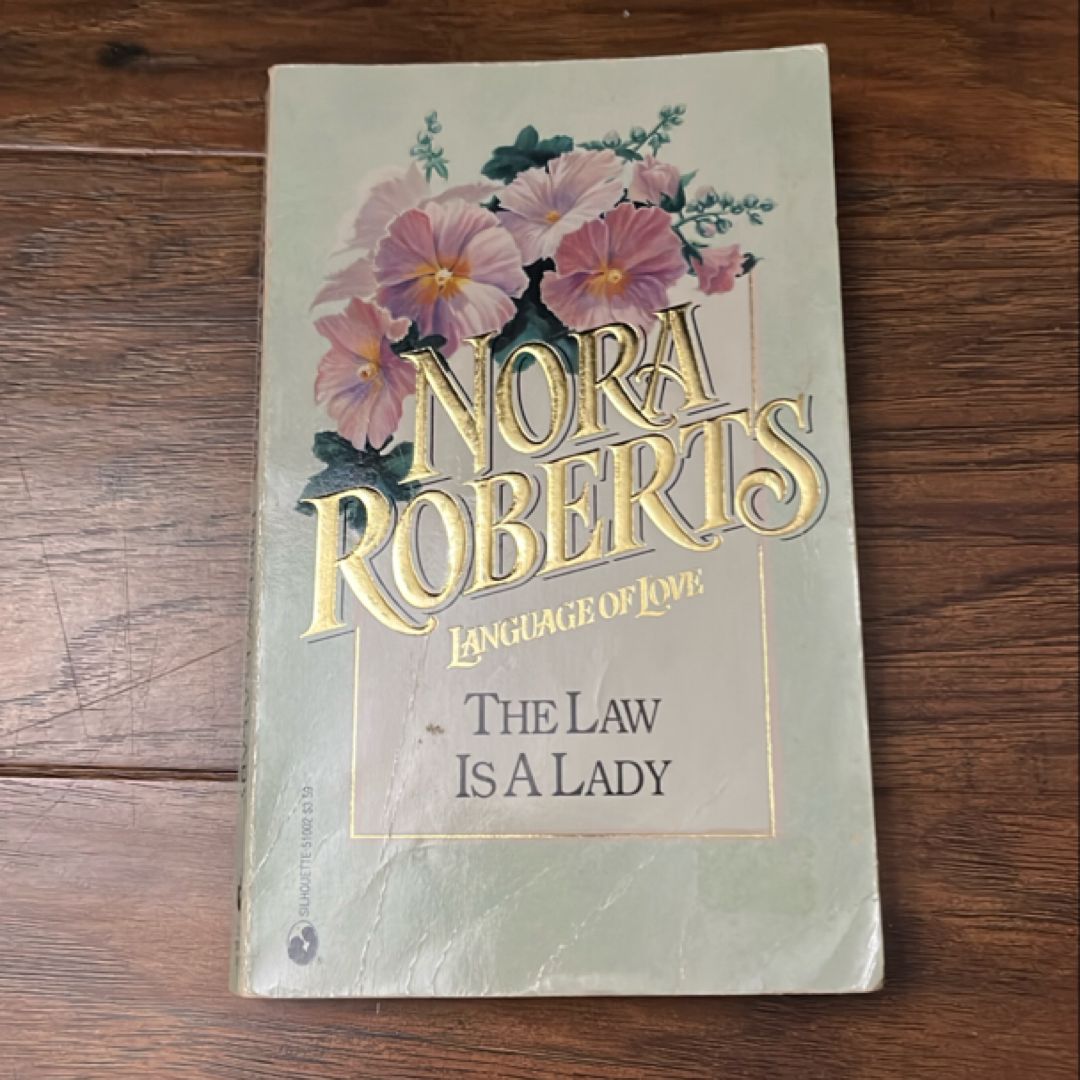 NORA
ROBERTS
LANGUAGE OF LOVE
THE LAW
IS A LADY
SILHOUETTE 51002 $3.59